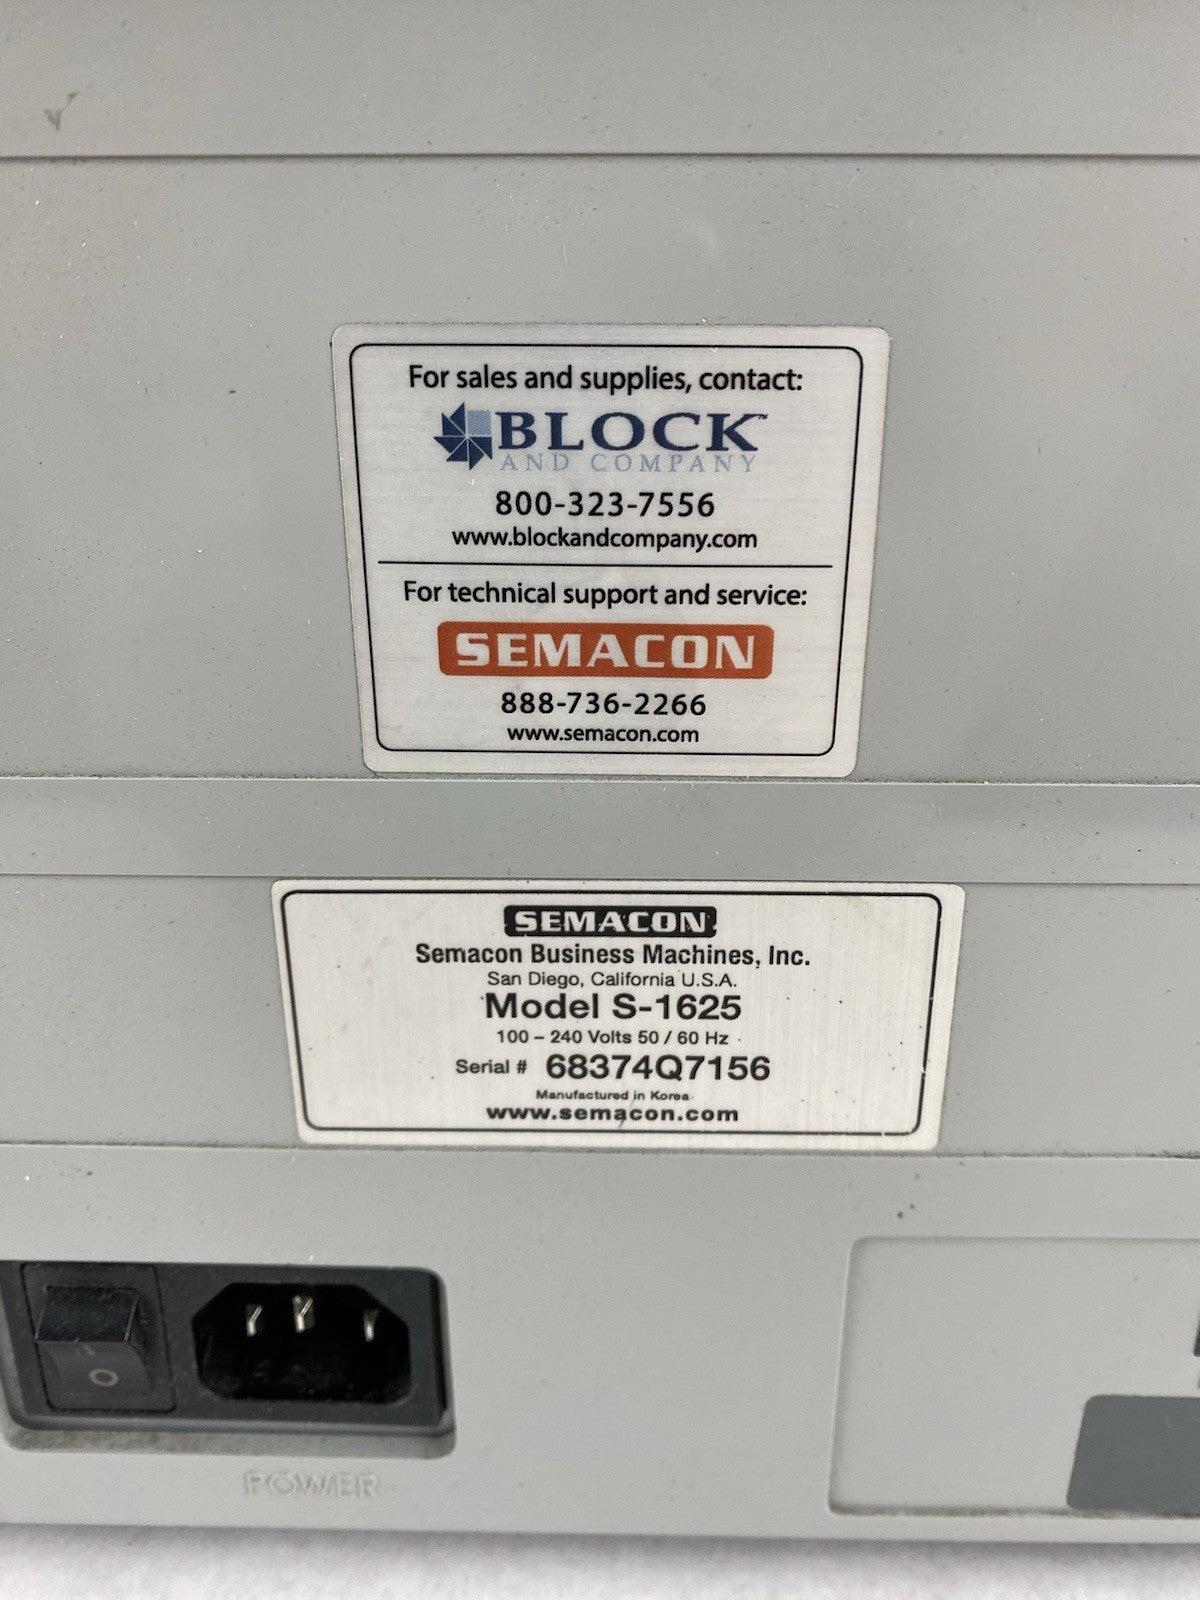 For sales and supplies, contact:
BLOCK™
AND COMPANY
800-323-7556
www.blockandcompany.com
For technical support and service:
SEMACON
888-736-2266
www.semacon.com
SEMACON
Semacon Business Machines, Inc.
San Diego, California U.S.A.
Model S-1625
100 – 240 Volts 50 / 60 Hz
Serial # 68374Q7156
Manufactured in Korea
www.semacon.com
POWER